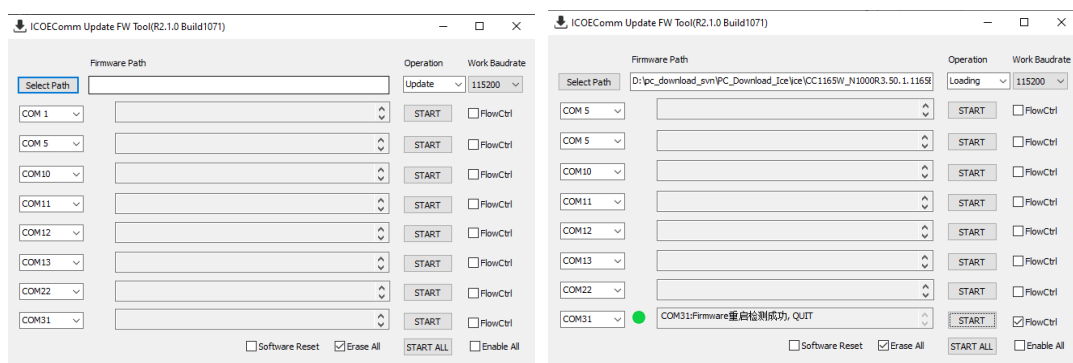 ICOEComm Update FW Tool(R2.1.0 Build1071)
Firmware Path
Operation
Work Baudrate
Select Path
Update
115200
COM 1
START
FlowCtrl
COM 5
START
FlowCtrl
COM10
START
FlowCtrl
COM11
START
FlowCtrl
COM12
START
FlowCtrl
COM13
START
FlowCtrl
COM22
START
FlowCtrl
COM31
START
FlowCtrl
Software Reset
Erase All
START ALL
Enable All
ICOEComm Update FW Tool(R2.1.0 Build1071)
Firmware Path
Operation
Work Baudrate
Select Path
D:\pc_download_svn\PC_Download_Ice\ice\CC1165W_N1000R3.50.1.1165E
Loading
115200
COM 5
START
FlowCtrl
COM 5
START
FlowCtrl
COM10
START
FlowCtrl
COM11
START
FlowCtrl
COM12
START
FlowCtrl
COM13
START
FlowCtrl
COM22
START
FlowCtrl
COM31
COM31:Firmware重启检测成功, QUIT
START
FlowCtrl
Software Reset
Erase All
START ALL
Enable All